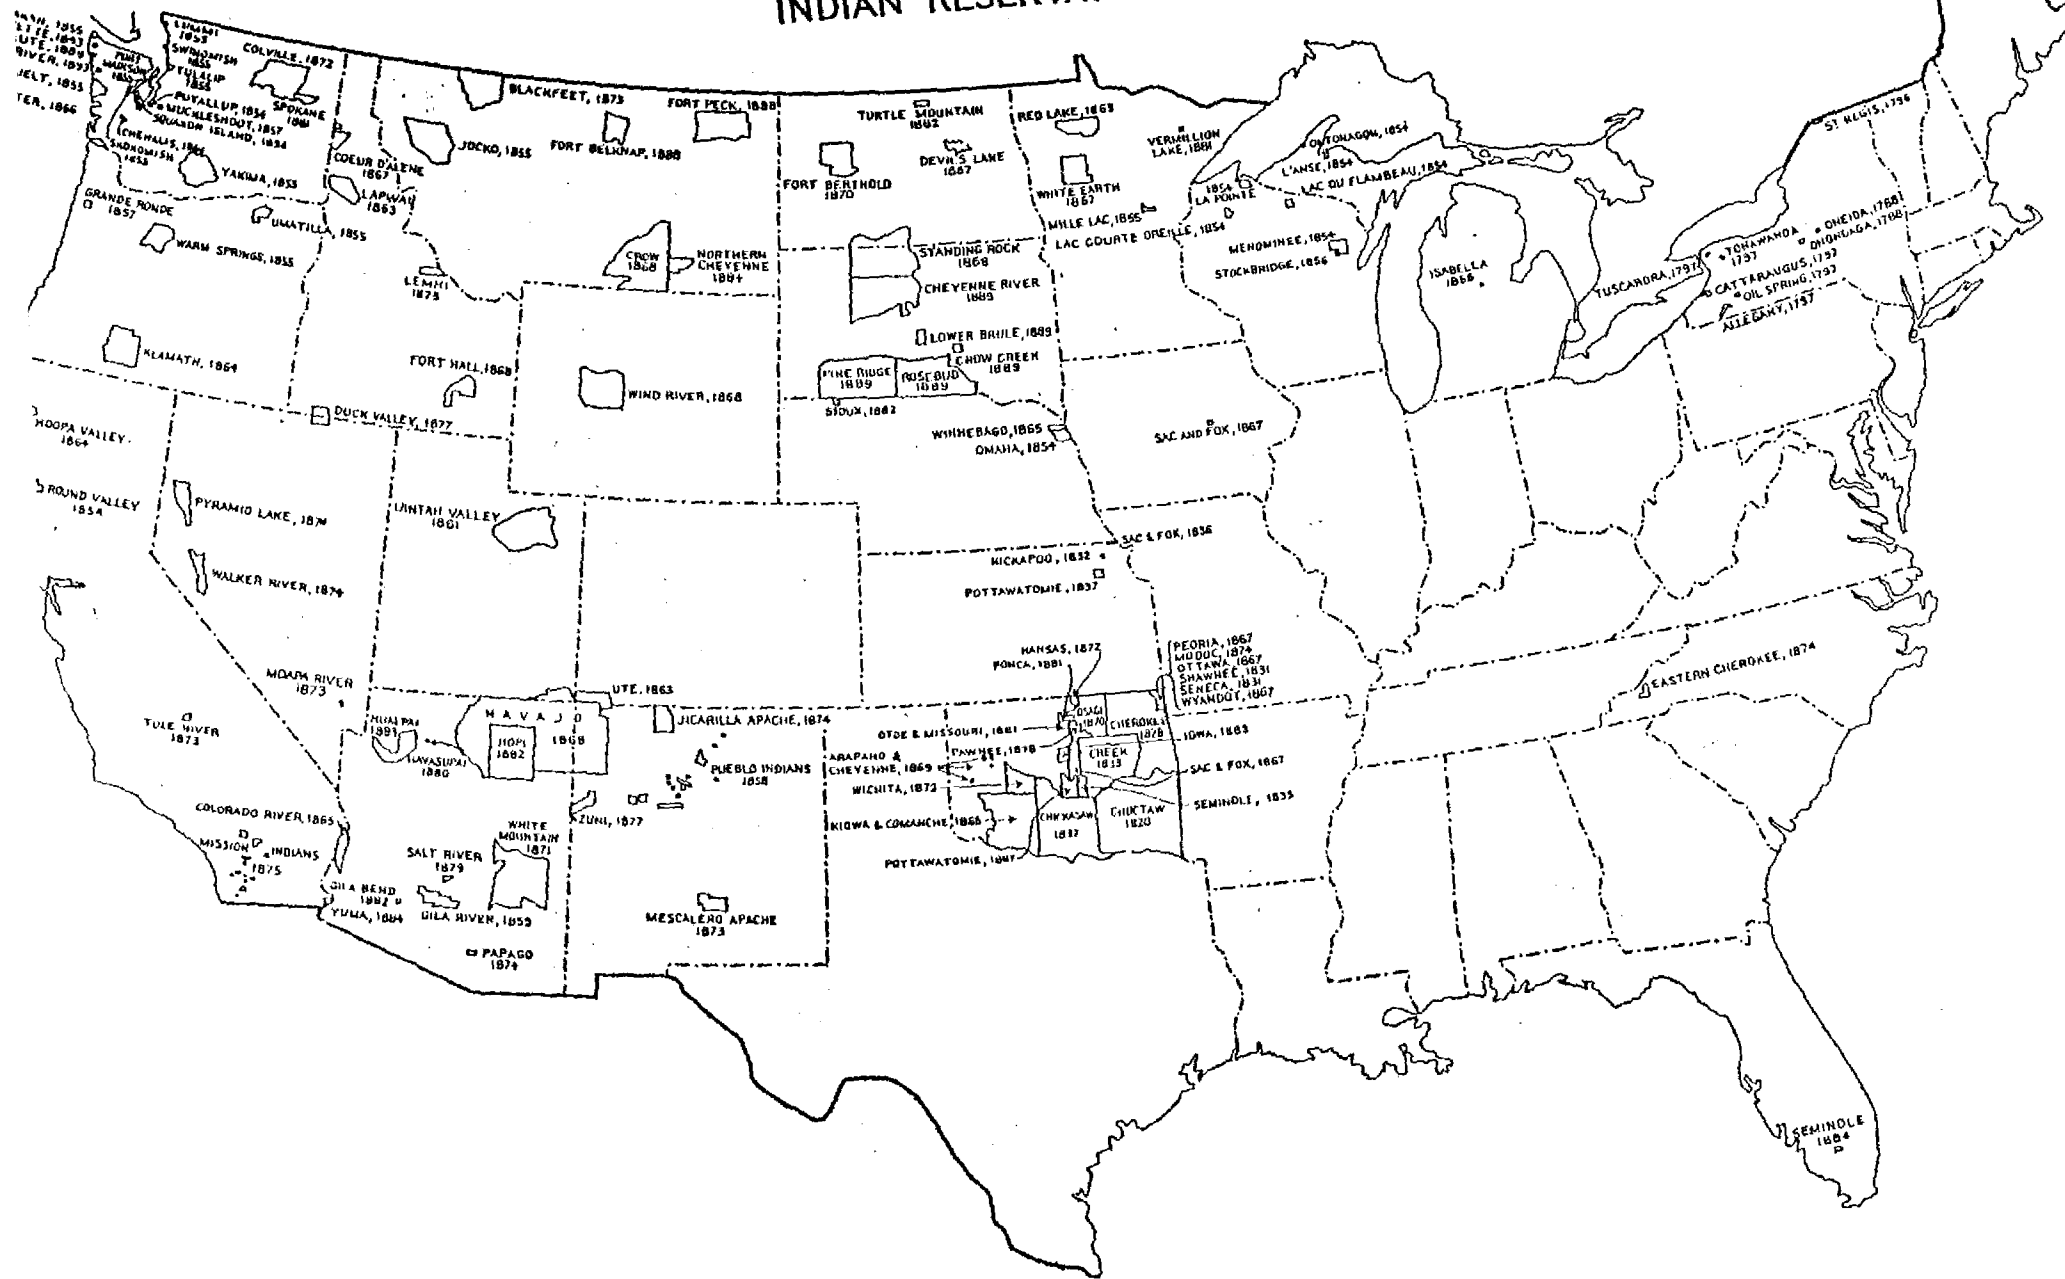 INDIAN
LUMMI
1855
SWINOMISH
1855
TULALIP
1855
PORT
MADISON
1855
COLVILLE, 1872
SPOKANE
1881
PUYALLUP, 1854
MUCKLESHOOT, 1857
SQUAXON ISLAND, 1854
CHEHALIS, 1864
SKOKOMISH
1855
YAKIMA, 1855
COEUR D'ALENE
1867
LAPWAI
1863
GRANDE RONDE
1857
UMATILLA, 1855
WARM SPRINGS, 1855
KLAMATH, 1864
BLACKFEET, 1873
JOCKO, 1855
FORT BELKNAP, 1888
FORT PECK, 1888
CROW
1868
NORTHERN
CHEYENNE
1884
LEMHI
1875
FORT HALL, 1868
WIND RIVER, 1868
DUCK VALLEY, 1877
TURTLE MOUNTAIN
1882
DEVILS LAKE
1867
FORT BERTHOLD
1870
STANDING ROCK
1868
CHEYENNE RIVER
1889
LOWER BRULE, 1889
CROW CREEK
1889
PINE RIDGE
1889
ROSEBUD
1889
SIOUX, 1882
WINNEBAGO, 1865
OMAHA, 1854
RED LAKE, 1863
WHITE EARTH
1867
VERMILLION
LAKE, 1881
MILLE LAC, 1855
LAC COURTE OREILLE, 1854
1854
LA POINTE
ONTONAGON, 1854
L'ANSE, 1854
LAC DU FLAMBEAU, 1854
MENOMINEE, 1854
STOCKBRIDGE, 1856
ISABELLA
1868
ST REGIS, 1796
ONEIDA, 1788
ONONDAGA, 1788
TONAWANDA
1797
TUSCARORA, 1797
CATTARAUGUS, 1797
OIL SPRING, 1797
ALLEGANY, 1797
SAC AND FOX, 1867
HOOPA VALLEY
1864
ROUND VALLEY
1854
PYRAMID LAKE, 1874
WALKER RIVER, 1874
UINTAH VALLEY
1861
MOAPA RIVER
1873
TULE RIVER
1873
SAC & FOX, 1836
KICKAPOO, 1832
POTTAWATOMIE, 1837
KANSAS, 1872
PONCA, 1881
PEORIA, 1867
MODOC, 1874
OTTAWA, 1867
SHAWNEE, 1831
SENECA, 1831
WYANDOT, 1867
EASTERN CHEROKEE, 1874
HUALPAI
1883
HAVASUPAI
1880
NAVAJO
1868
HOPI
1882
UTE, 1863
JICARILLA APACHE, 1874
PUEBLO INDIANS
1858
ZUNI, 1877
OTOE & MISSOURI, 1881
PAWNEE, 1876
ARAPAHO &
CHEYENNE, 1869
WICHITA, 1872
KIOWA & COMANCHE, 1868
POTTAWATOMIE, 1867
CHEROKEE
1828
CREEK
1833
CHICKASAW
1837
CHOCTAW
1820
IOWA, 1883
SAC & FOX, 1867
SEMINOLE, 1833
COLORADO RIVER, 1865
MISSION INDIANS
1875
GILA BEND
1882
YUMA, 1884
SALT RIVER
1879
GILA RIVER, 1859
WHITE
MOUNTAIN
1871
PAPAGO
1874
MESCALERO APACHE
1873
SEMINOLE
1884